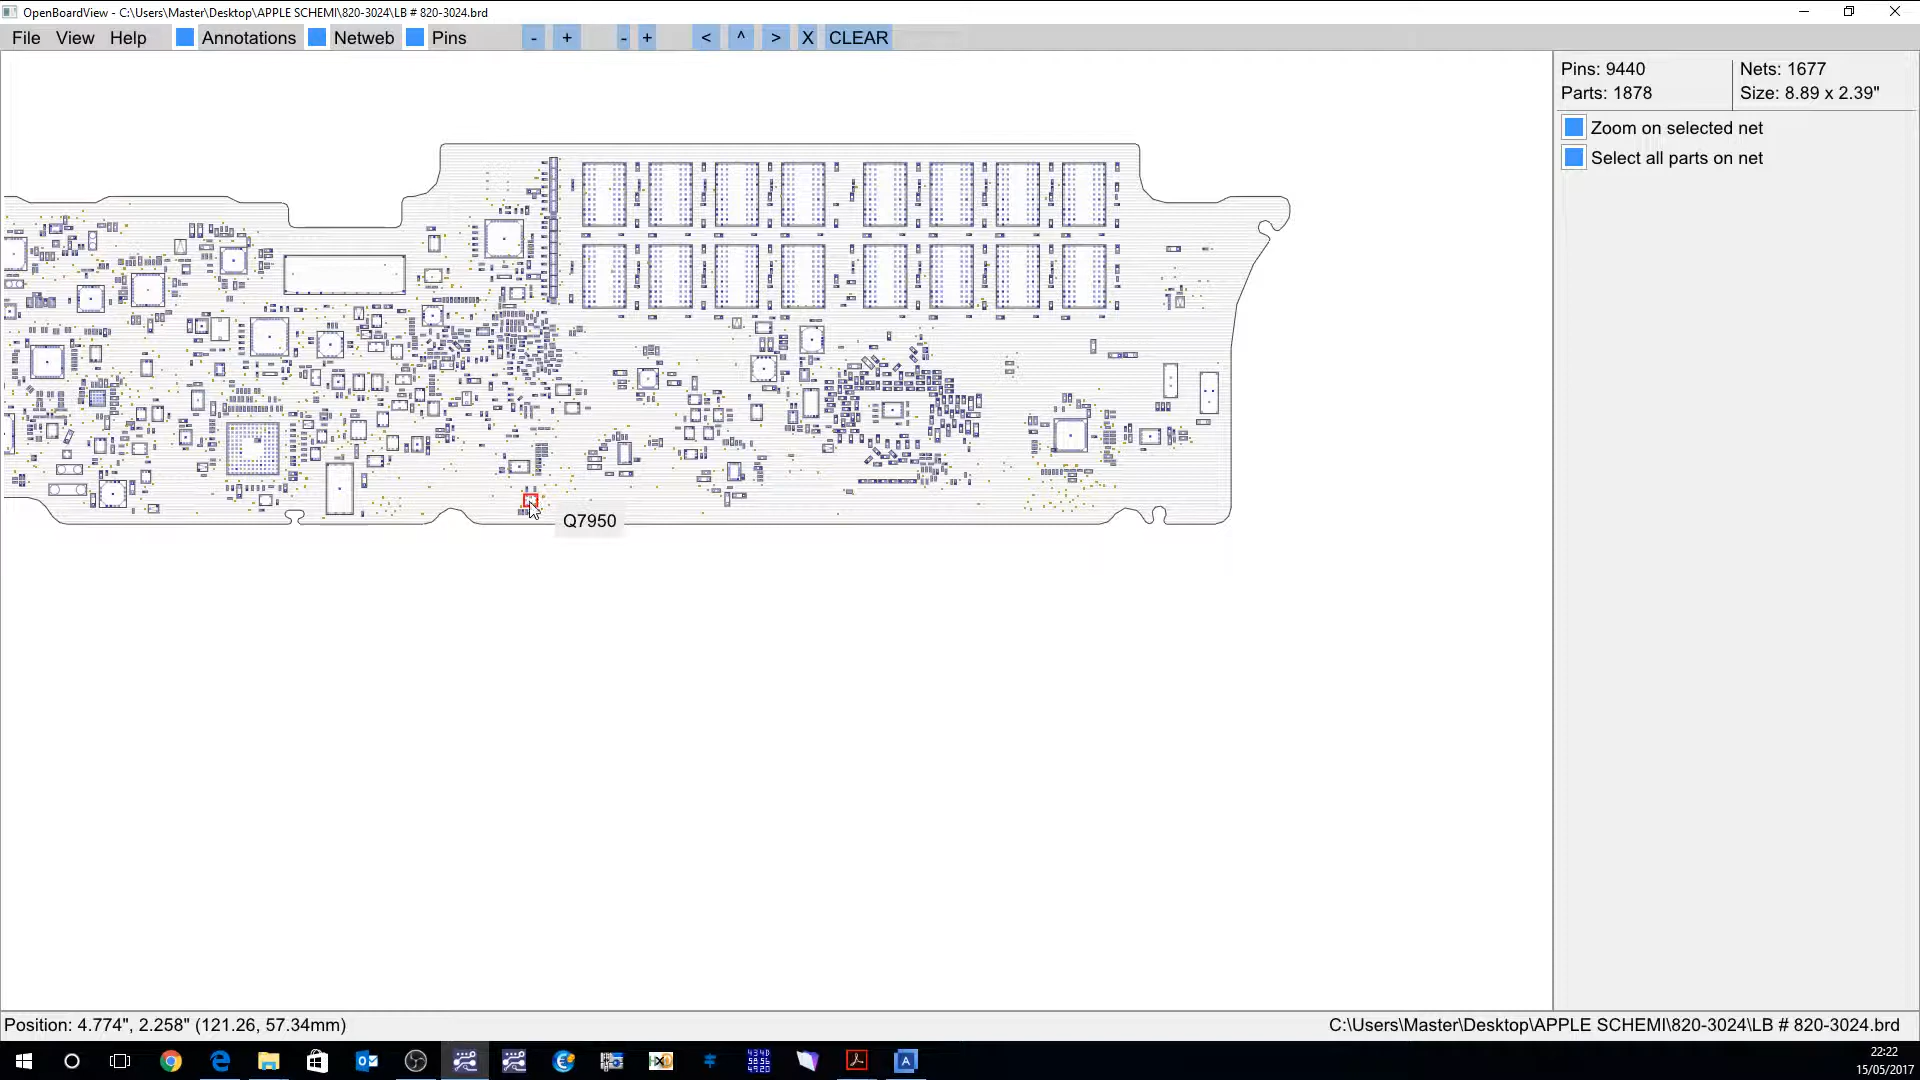 OpenBoardView - C:\Users\Master\Desktop\APPLE SCHEMI\820-3024\LB # 820-3024.brd
File View Help Annotations Netweb Pins - + - + < ^ > X CLEAR
Pins: 9440 Nets: 1677
Parts: 1878 Size: 8.89 x 2.39"
Zoom on selected net
Select all parts on net
Q7950
Position: 4.774", 2.258" (121.26, 57.34mm) C:\Users\Master\Desktop\APPLE SCHEMI\820-3024\LB # 820-3024.brd
22:22
15/05/2017